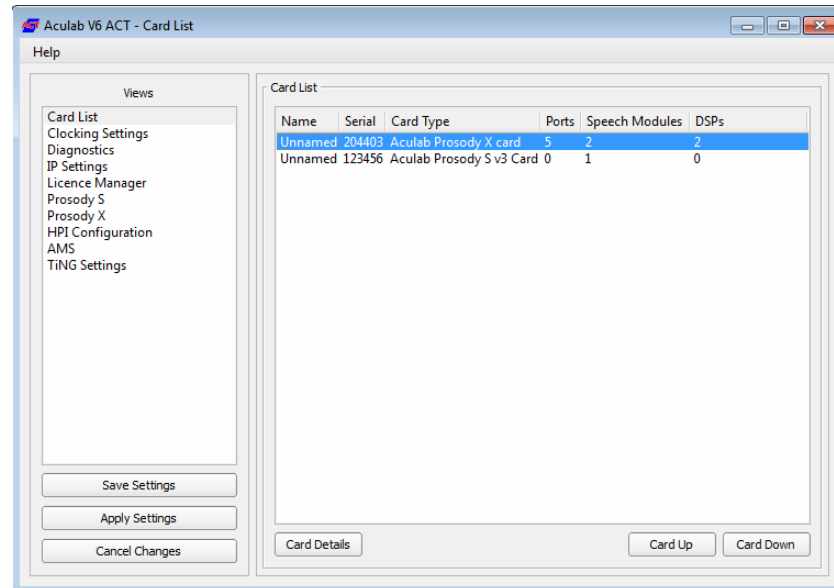 Aculab V6 ACT - Card List
Help
Views
Card List
Clocking Settings
Diagnostics
IP Settings
Licence Manager
Prosody S
Prosody X
HPI Configuration
AMS
TiNG Settings
Save Settings
Apply Settings
Cancel Changes
Card List
Name Serial Card Type Ports Speech Modules DSPs
Unnamed 204403 Aculab Prosody X card 5 2 2
Unnamed 123456 Aculab Prosody S v3 Card 0 1 0
Card Details Card Up Card Down